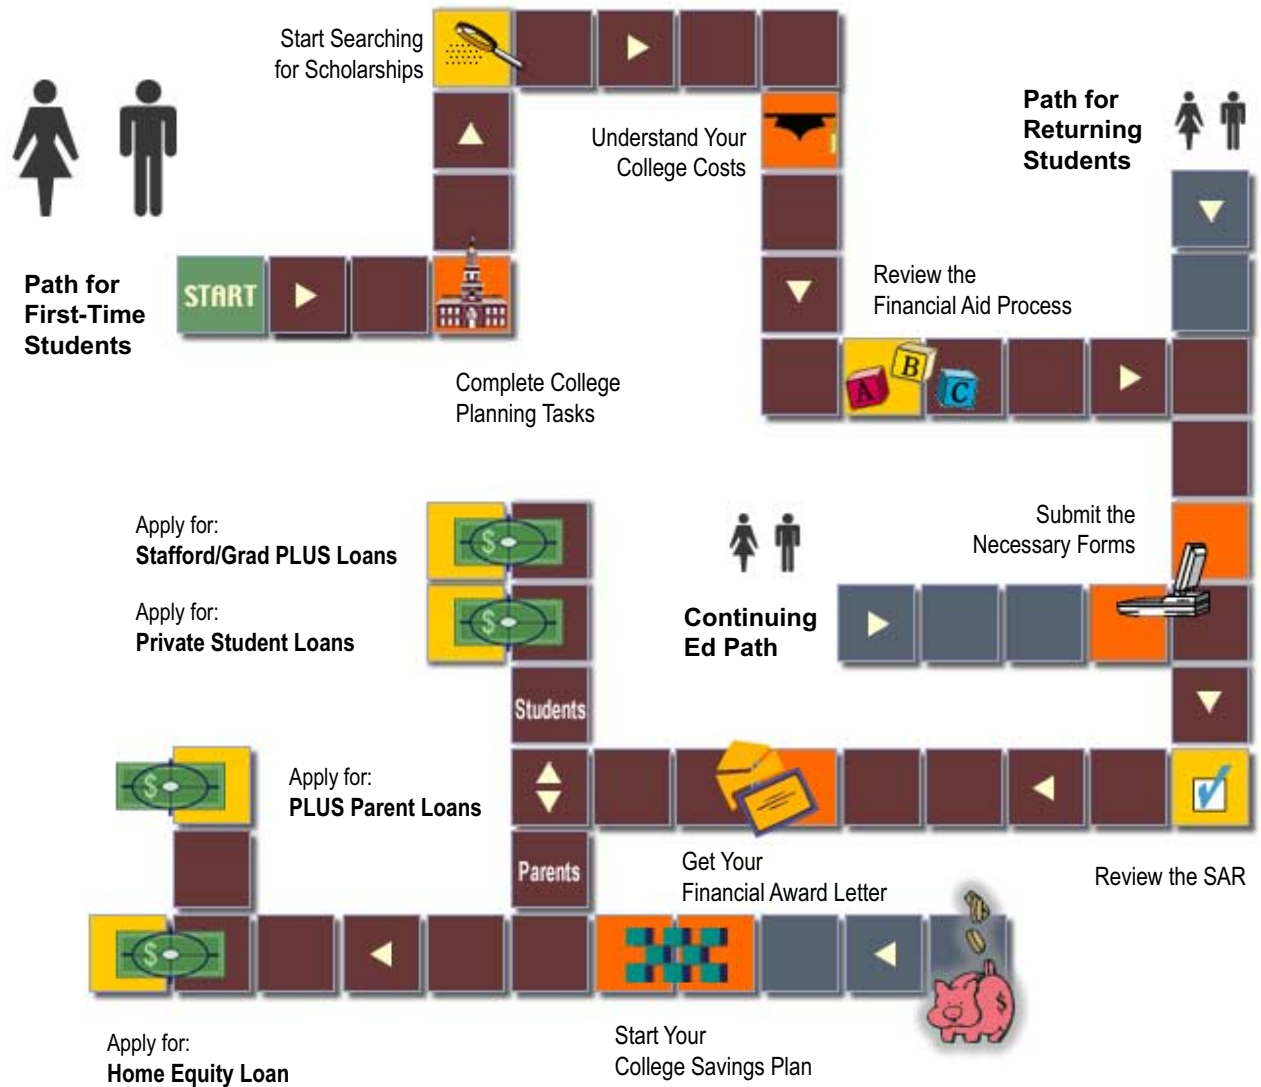 Start Searching
for Scholarships
Understand Your
College Costs
Path for
Returning
Students
Path for
First-Time
Students
START
Review the
Financial Aid Process
A B C
Complete College
Planning Tasks
Apply for:
Stafford/Grad PLUS Loans
$
Apply for:
Private Student Loans
$
Submit the
Necessary Forms
Continuing
Ed Path
Students
$
Apply for:
PLUS Parent Loans
Parents
Get Your
Financial Award Letter
Review the SAR
$
$
Start Your
College Savings Plan
Apply for:
Home Equity Loan